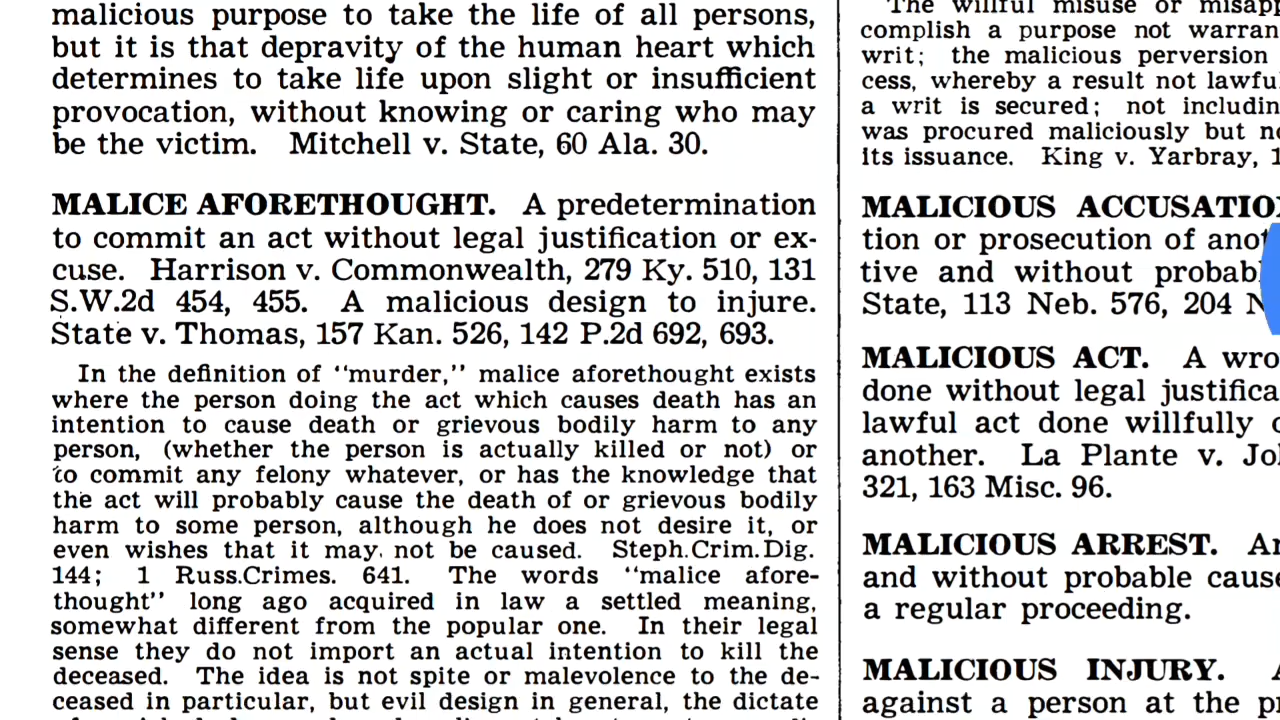 malicious purpose to take the life of all persons,
but it is that depravity of the human heart which
determines to take life upon slight or insufficient
provocation, without knowing or caring who may
be the victim. Mitchell v. State, 60 Ala. 30.
MALICE AFORETHOUGHT. A predetermination
to commit an act without legal justification or ex-
cuse. Harrison v. Commonwealth, 279 Ky. 510, 131
S.W.2d 454, 455. A malicious design to injure.
State v. Thomas, 157 Kan. 526, 142 P.2d 692, 693.
In the definition of "murder," malice aforethought exists
where the person doing the act which causes death has an
intention to cause death or grievous bodily harm to any
person, (whether the person is actually killed or not) or
to commit any felony whatever, or has the knowledge that
the act will probably cause the death of or grievous bodily
harm to some person, although he does not desire it, or
even wishes that it may not be caused. Steph.Crim.Dig.
144; 1 Russ.Crimes. 641. The words "malice afore-
thought" long ago acquired in law a settled meaning,
somewhat different from the popular one. In their legal
sense they do not import an actual intention to kill the
deceased. The idea is not spite or malevolence to the de-
ceased in particular, but evil design in general, the dictate
The willful misuse or misapp
complish a purpose not warran
writ; the malicious perversion
cess, whereby a result not lawfu
a writ is secured; not includin
was procured maliciously but no
its issuance. King v. Yarbray, 1
MALICIOUS ACCUSATIO
tion or prosecution of anot
tive and without probabl
State, 113 Neb. 576, 204 N
MALICIOUS ACT. A wro
done without legal justifica
lawful act done willfully o
another. La Plante v. Jo
321, 163 Misc. 96.
MALICIOUS ARREST. An
and without probable cause
a regular proceeding.
MALICIOUS INJURY. A
against a person at the p